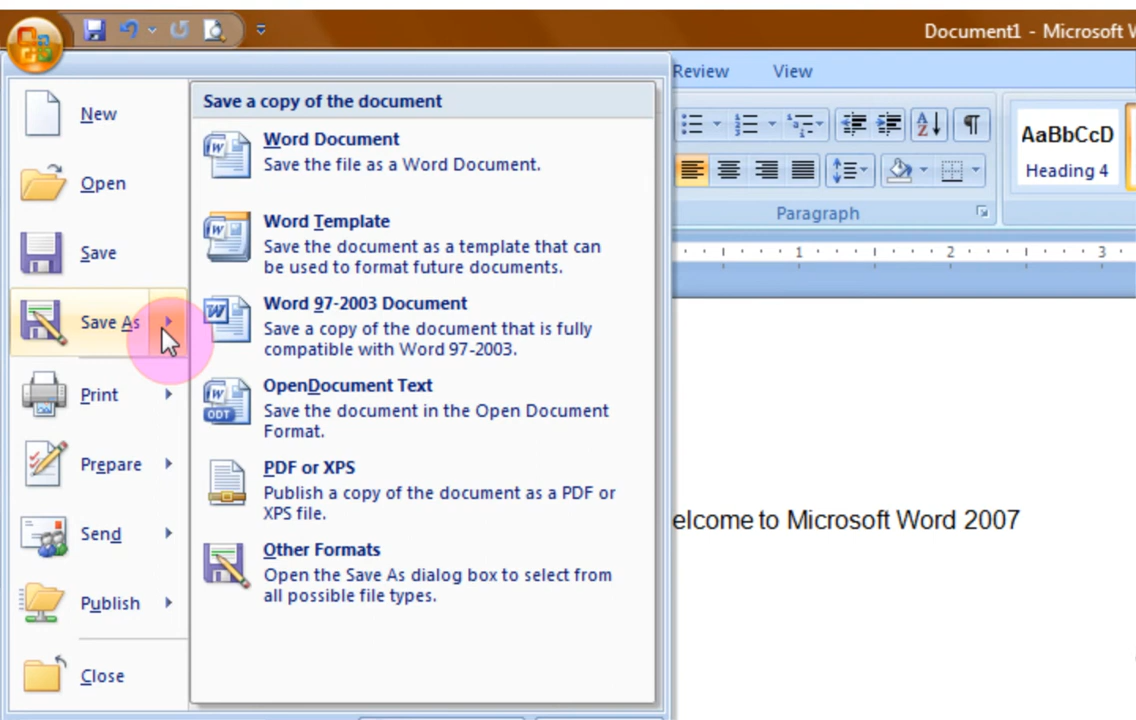 Document1 - Microsoft
Review View
New
Open
Save
Save As
Print
Prepare
Send
Publish
Close
Save a copy of the document
Word Document
Save the file as a Word Document.
Word Template
Save the document as a template that can
be used to format future documents.
Word 97-2003 Document
Save a copy of the document that is fully
compatible with Word 97-2003.
OpenDocument Text
ODT
Save the document in the Open Document
Format.
PDF or XPS
Publish a copy of the document as a PDF or
XPS file.
Other Formats
Open the Save As dialog box to select from
all possible file types.
AaBbCcD
Heading 4
Paragraph
1 2 3
elcome to Microsoft Word 2007